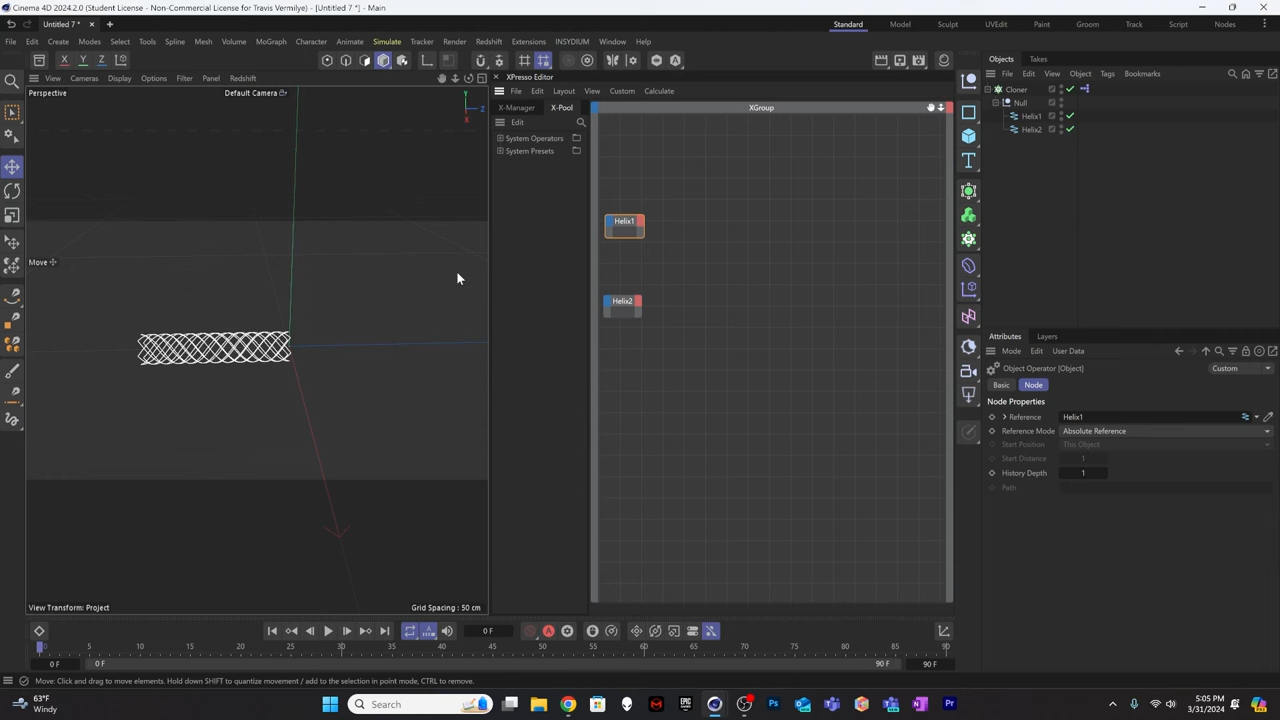 Cinema 4D 2024.2.0 (Student License - Non-Commercial License for Travis Vermilye) - [Untitled 7 *] - Main
Untitled 7 *
Standard
Model
Sculpt
UVEdit
Paint
Groom
Track
Script
Nodes
File Edit Create Modes Select Tools Spline Mesh Volume MoGraph Character Animate Simulate Tracker Render Redshift Extensions INSYDIUM Window Help
X Y Z
Objects Takes
File Edit View Object Tags Bookmarks
View Cameras Display Options Filter Panel Redshift
XPresso Editor
File Edit Layout View Custom Calculate
Perspective
Default Camera
Y
Z
X
X-Manager X-Pool
XGroup
Edit
System Operators
System Presets
Cloner
Null
Helix1
Helix2
Helix1
Helix2
Move
Attributes Layers
Mode Edit User Data
Object Operator [Object]
Custom
Basic Node
Node Properties
Reference Helix1
Reference Mode Absolute Reference
Start Position This Object
Start Distance 1
History Depth 1
Path
View Transform: Project
Grid Spacing : 50 cm
0 F
0 5 10 15 20 25 30 35 40 45 50 55 60 65 70 75 80 85 90
0 F 0 F 90 F 90 F
Move: Click and drag to move elements. Hold down SHIFT to quantize movement / add to the selection in point mode, CTRL to remove.
63°F
Windy
Search
5:05 PM
3/31/2024